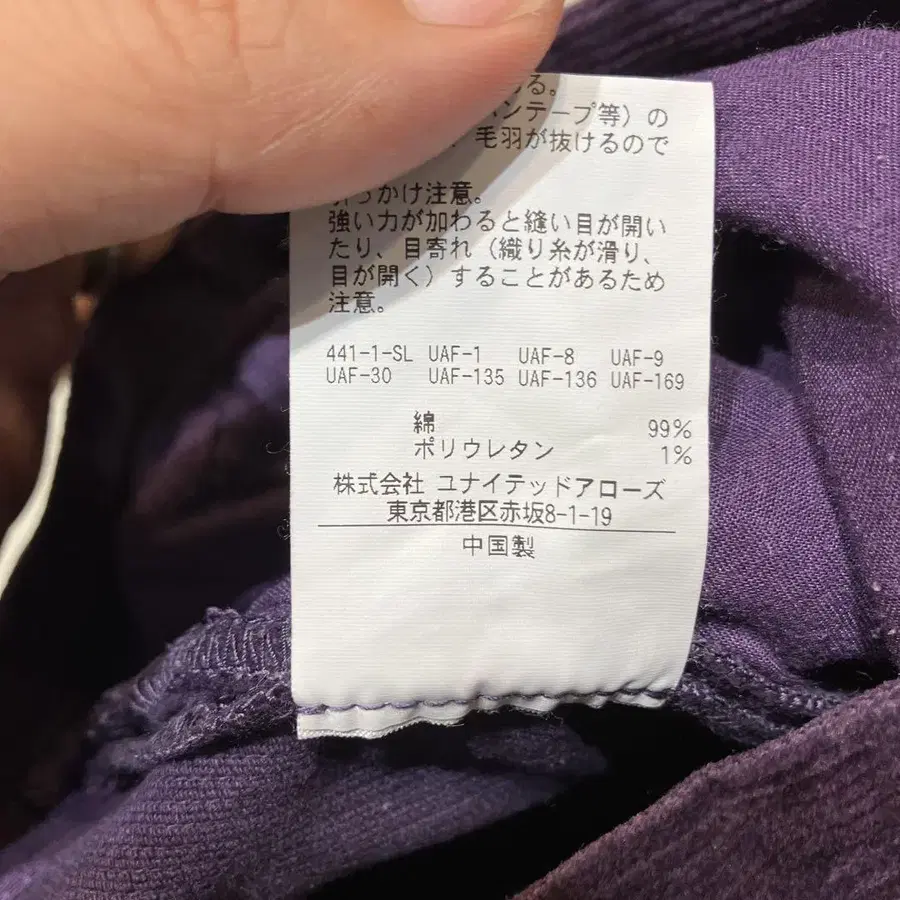 る。
ンテープ等）の
毛羽が抜けるので
かけ注意。
強い力が加わると縫い目が開い
たり、目寄れ（織り糸が滑り、
目が開く）することがあるため
注意。
441-1-SL UAF-1 UAF-8 UAF-9
UAF-30 UAF-135 UAF-136 UAF-169
綿 99%
ポリウレタン 1%
株式会社 ユナイテッドアローズ
東京都港区赤坂8-1-19
中国製